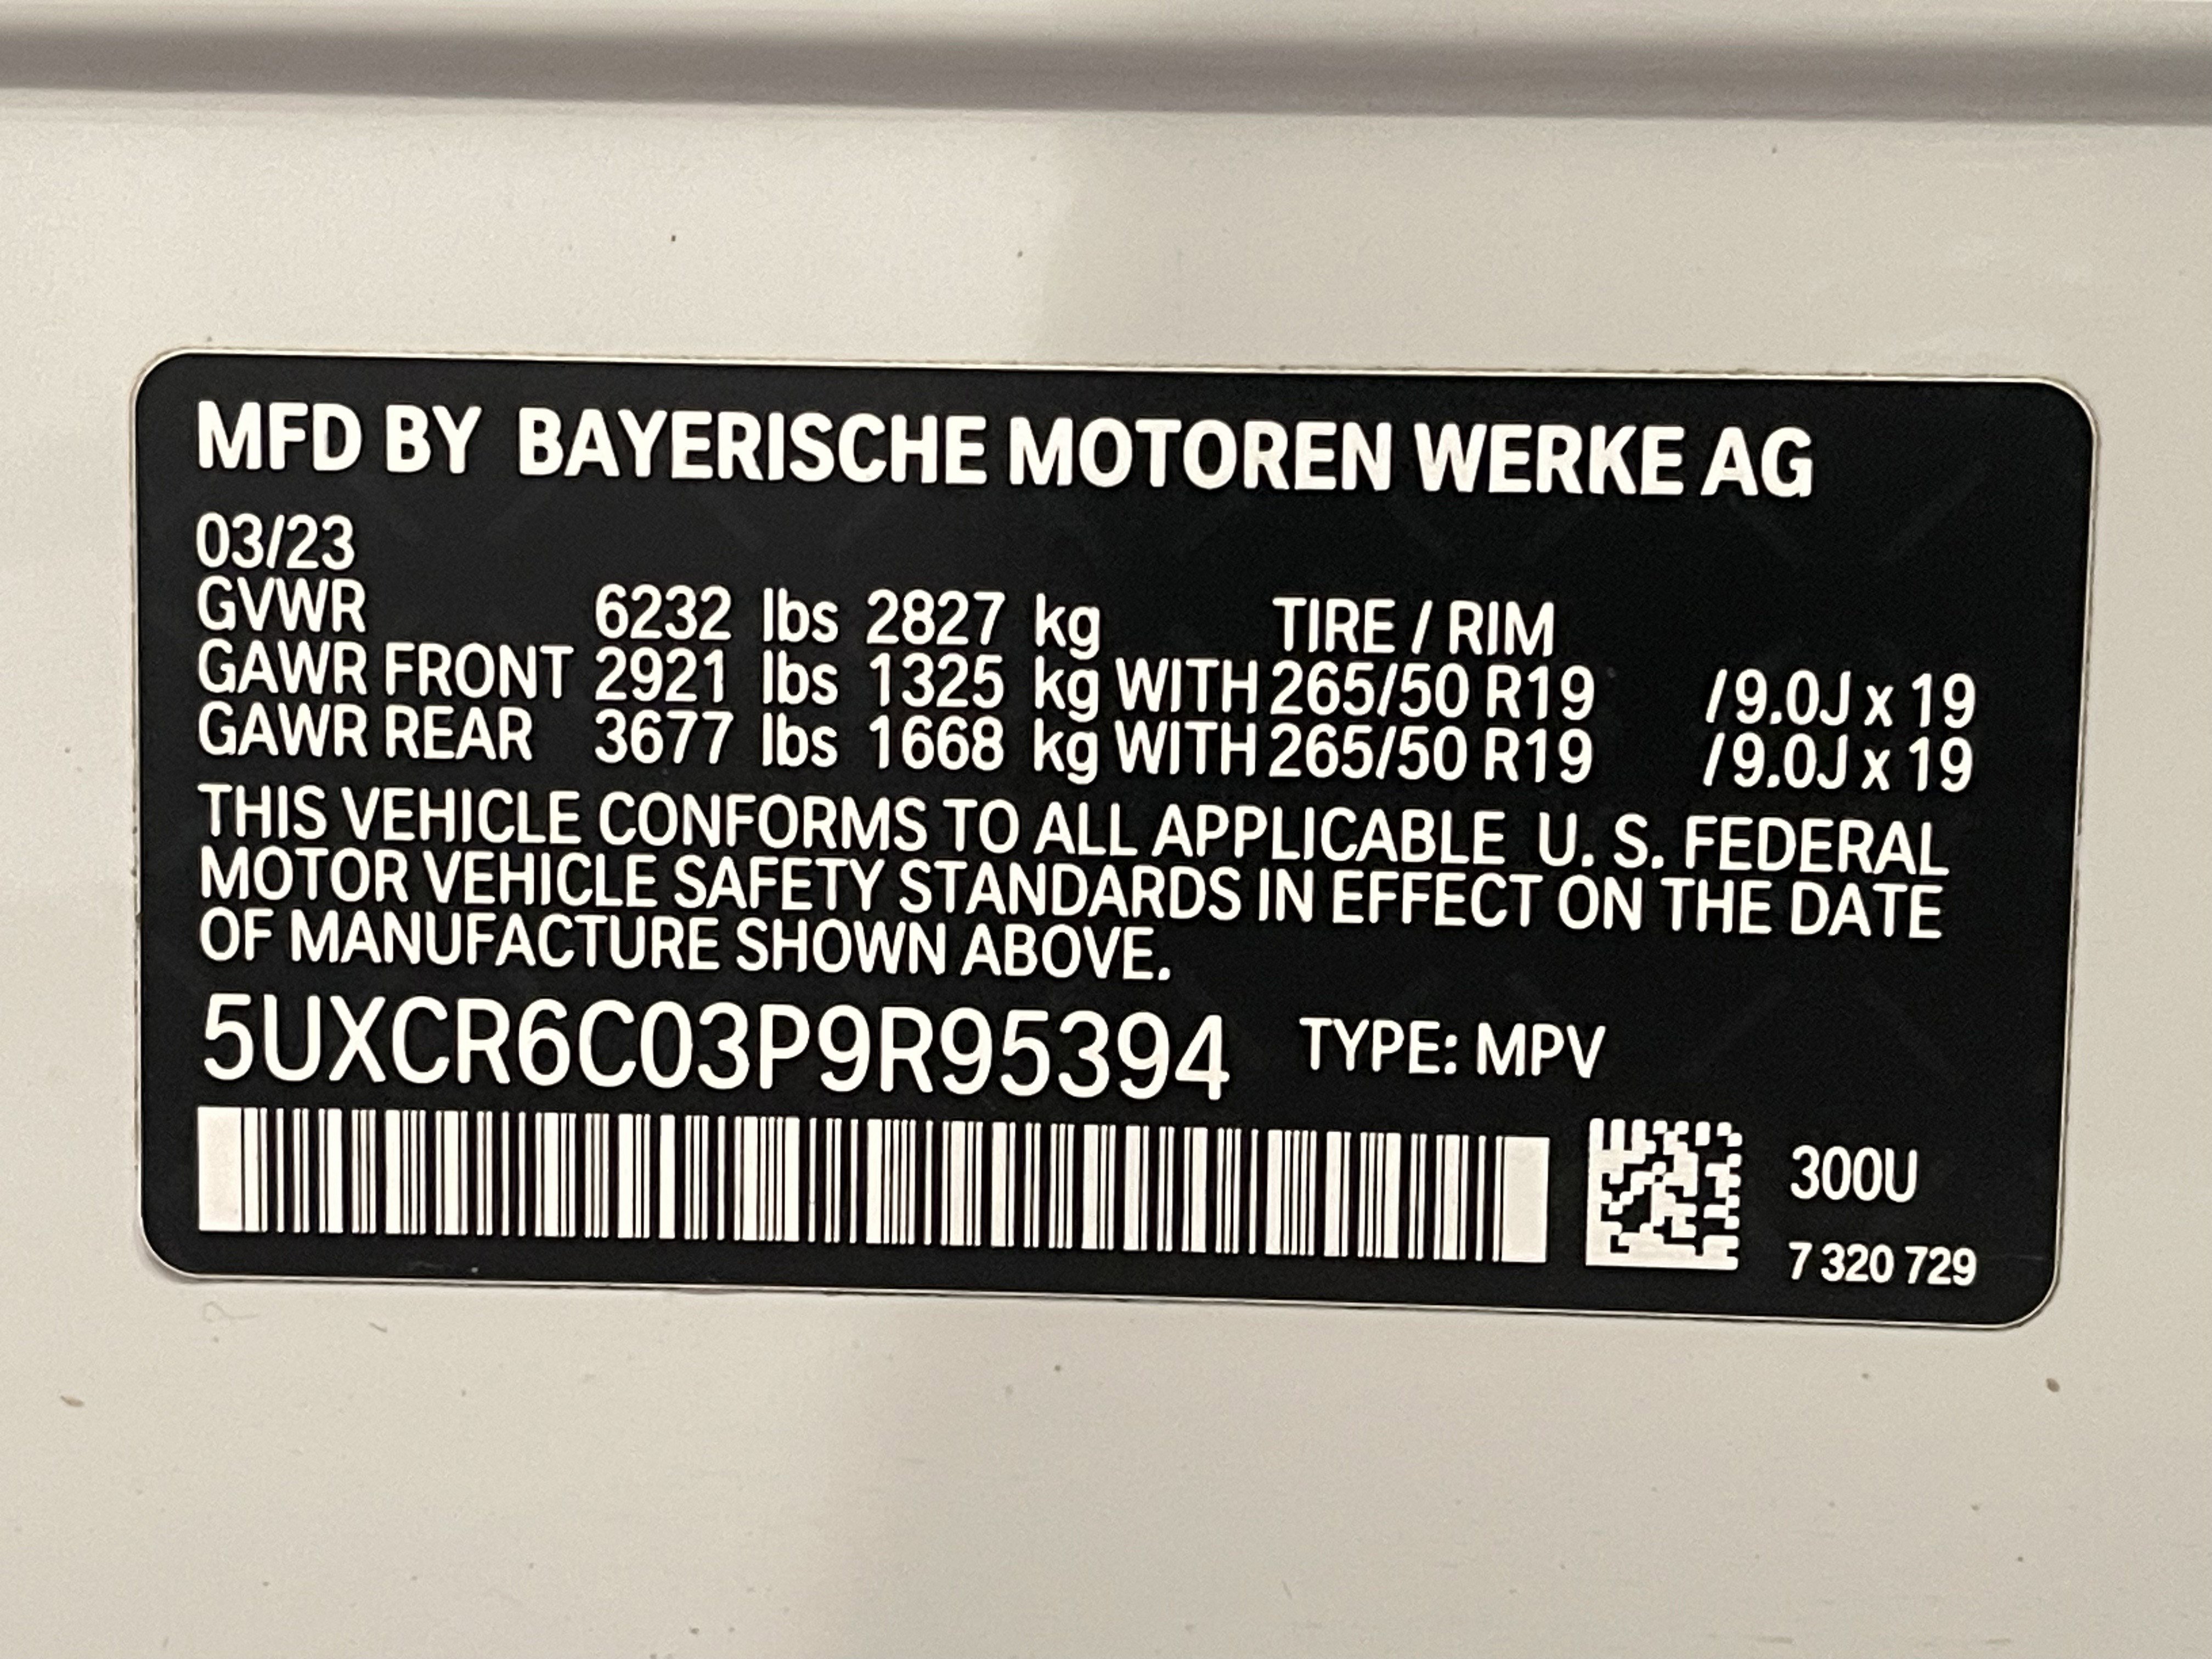 MFD BY BAYERISCHE MOTOREN WERKE AG
03/23
GVWR 6232 lbs 2827 kg TIRE / RIM
GAWR FRONT 2921 lbs 1325 kg WITH 265/50 R19 / 9.0J x 19
GAWR REAR 3677 lbs 1668 kg WITH 265/50 R19 / 9.0J x 19
THIS VEHICLE CONFORMS TO ALL APPLICABLE U. S. FEDERAL
MOTOR VEHICLE SAFETY STANDARDS IN EFFECT ON THE DATE
OF MANUFACTURE SHOWN ABOVE.
5UXCR6C03P9R95394 TYPE: MPV
300U
7 320 729